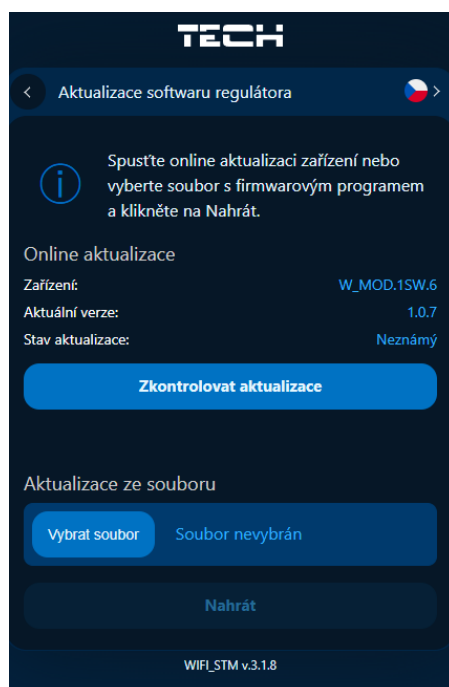 TECH
Aktualizace softwaru regulátora
Spusťte online aktualizaci zařízení nebo
vyberte soubor s firmwarovým programem
a klikněte na Nahrát.
Online aktualizace
Zařízení: W_MOD.1SW.6
Aktuální verze: 1.0.7
Stav aktualizace: Neznámý
Zkontrolovat aktualizace
Aktualizace ze souboru
Vybrat soubor Soubor nevybrán
Nahrát
WIFI_STM v.3.1.8